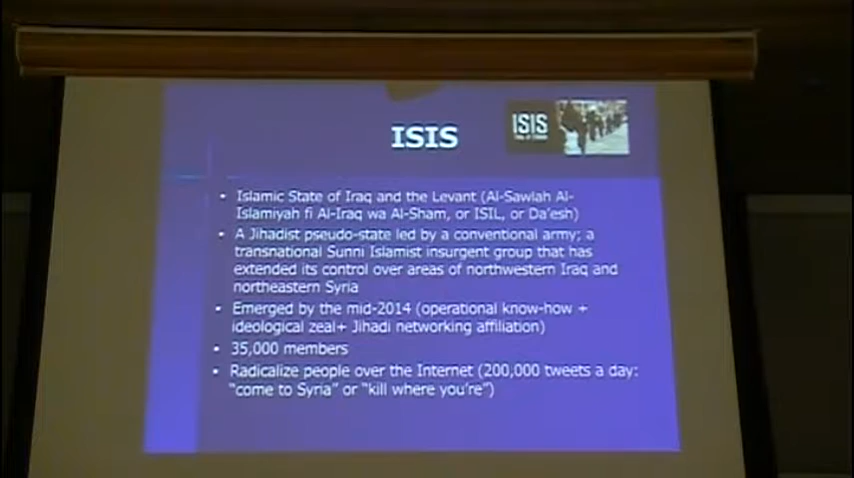 ISIS
ISIS
• Islamic State of Iraq and the Levant (Al-Sawlah Al-
Islamiyah fi Al-Iraq wa Al-Sham, or ISIL, or Da'esh)
• A Jihadist pseudo-state led by a conventional army; a
transnational Sunni Islamist insurgent group that has
extended its control over areas of northwestern Iraq and
northeastern Syria
• Emerged by the mid-2014 (operational know-how +
ideological zeal+ Jihadi networking affiliation)
• 35,000 members
• Radicalize people over the Internet (200,000 tweets a day:
"come to Syria" or "kill where you're")